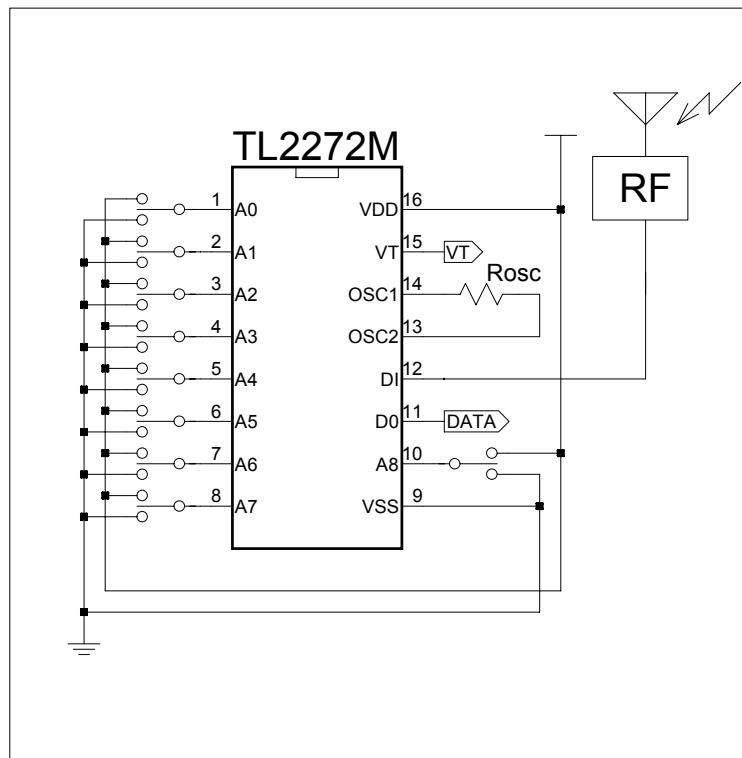 TL2272M
RF
1 A0 VDD 16
2 A1 VT 15 VT
3 A2 OSC1 14 Rosc
4 A3 OSC2 13
5 A4 DI 12
6 A5 D0 11 DATA
7 A6 A8 10
8 A7 VSS 9